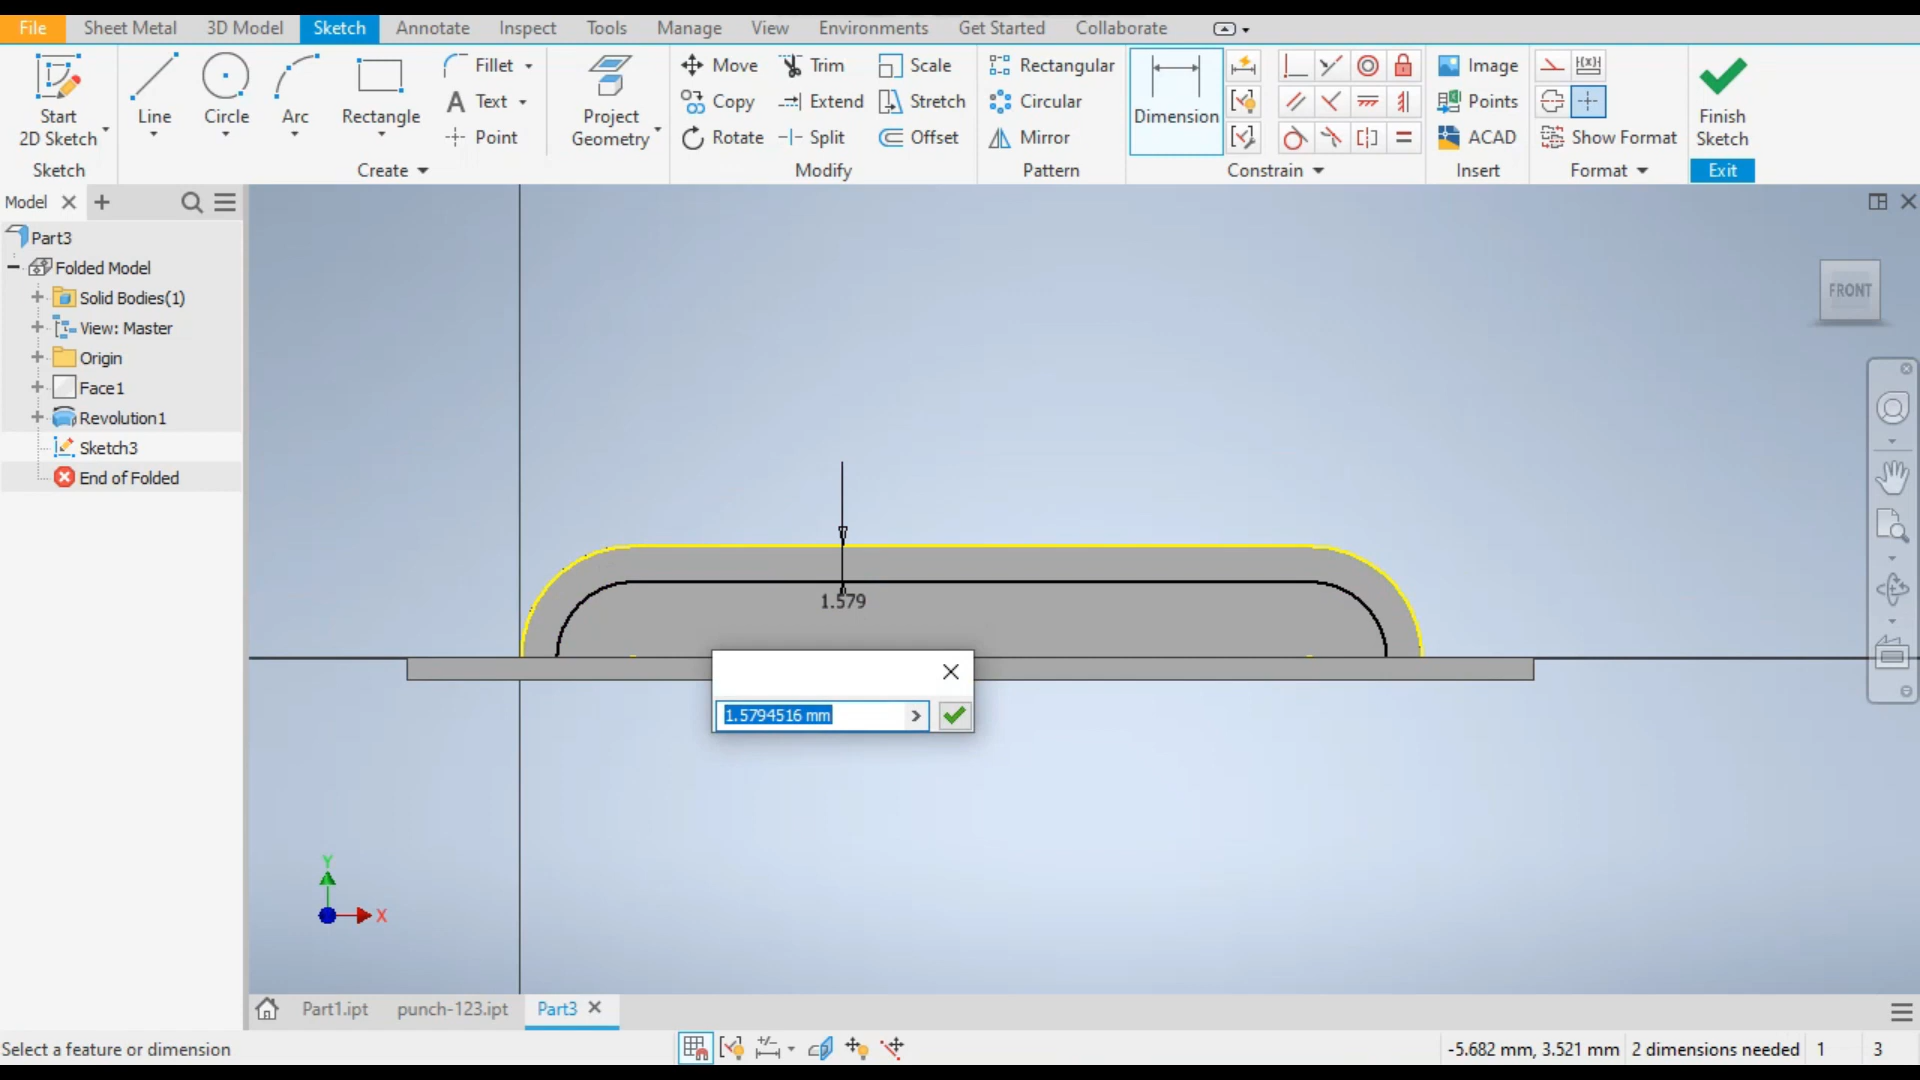 File Sheet Metal 3D Model Sketch Annotate Inspect Tools Manage View Environments Get Started Collaborate
Start
2D Sketch
Line
Circle
Arc
Rectangle
Fillet
Text
Point
Project
Geometry
Move
Copy
Rotate
Trim
Extend
Split
Scale
Stretch
Offset
Rectangular
Circular
Mirror
Dimension
Image
Points
ACAD
Show Format
Finish
Sketch
Sketch Create Modify Pattern Constrain Insert Format Exit
Model
Part3
Folded Model
Solid Bodies(1)
View: Master
Origin
Face1
Revolution1
Sketch3
End of Folded
FRONT
1.579
1.5794516 mm
Y
X
Part1.ipt punch-123.ipt Part3
Select a feature or dimension
-5.682 mm, 3.521 mm 2 dimensions needed 1 3